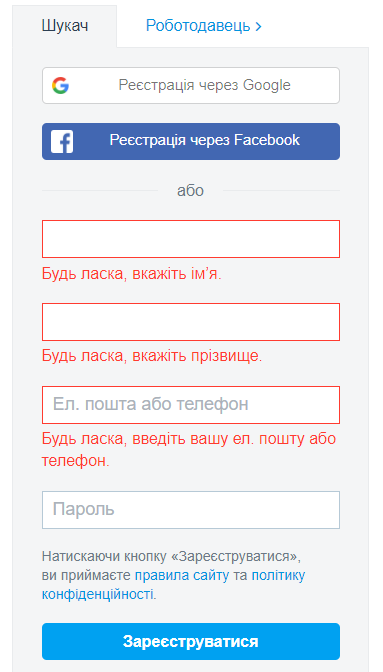 Шукач
Роботодавець ›
Реєстрація через Google
Реєстрація через Facebook
або
Будь ласка, вкажіть ім’я.
Будь ласка, вкажіть прізвище.
Ел. пошта або телефон
Будь ласка, введіть вашу ел. пошту або
телефон.
Пароль
Натискаючи кнопку «Зареєструватися»,
ви приймаєте правила сайту та політику
конфіденційності.
Зареєструватися